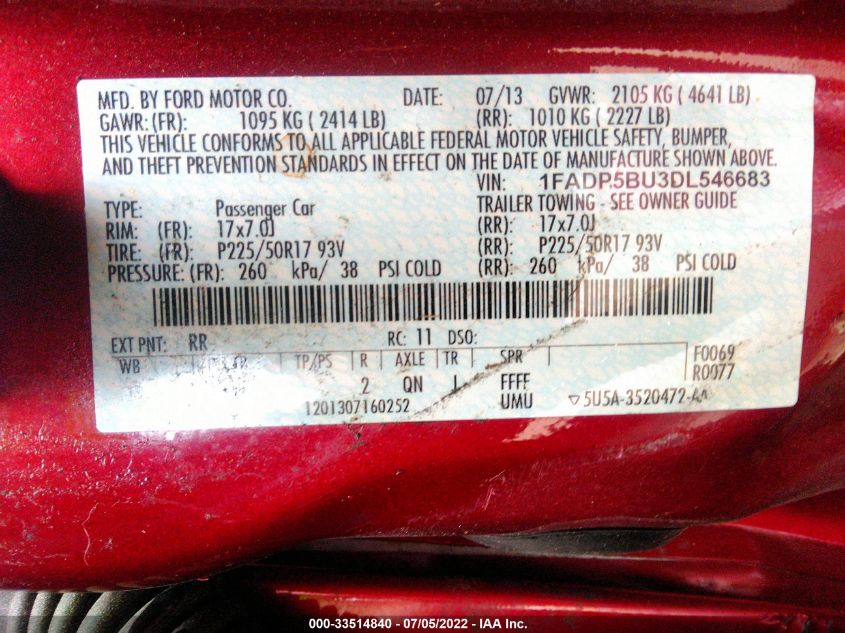 MFD. BY FORD MOTOR CO. DATE: 07/13 GVWR: 2105 KG ( 4641 LB)
GAWR: (FR): 1095 KG ( 2414 LB) (RR): 1010 KG ( 2227 LB)
THIS VEHICLE CONFORMS TO ALL APPLICABLE FEDERAL MOTOR VEHICLE SAFETY, BUMPER,
AND THEFT PREVENTION STANDARDS IN EFFECT ON THE DATE OF MANUFACTURE SHOWN ABOVE.
VIN: 1FADP5BU3DL546683
TYPE: Passenger Car TRAILER TOWING - SEE OWNER GUIDE
RIM: (FR): 17x7.0J (RR): 17x7.0J
TIRE: (FR): P225/50R17 93V (RR): P225/50R17 93V
PRESSURE: (FR): 260 kPa/ 38 PSI COLD (RR): 260 kPa/ 38 PSI COLD
EXT PNT: RR RC: 11 DSO:
WB TP/PS R AXLE TR SPR F0069
R0077
2 QN FFFF
1201307160252 UMU ▽5U5A-3520472-AA
000-33514840 - 07/05/2022 - IAA Inc.